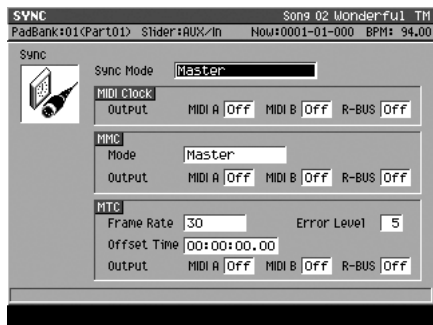 SYNC Song 02 Wonderful TM
PadBank:01(Part01) Slider:AUX/In Now:0001-01-000 BPM: 94.00
Sync
Sync Mode Master
MIDI Clock
Output MIDI A Off MIDI B Off R-BUS Off
MMC
Mode Master
Output MIDI A Off MIDI B Off R-BUS Off
MTC
Frame Rate 30 Error Level 5
Offset Time 00:00:00.00
Output MIDI A Off MIDI B Off R-BUS Off